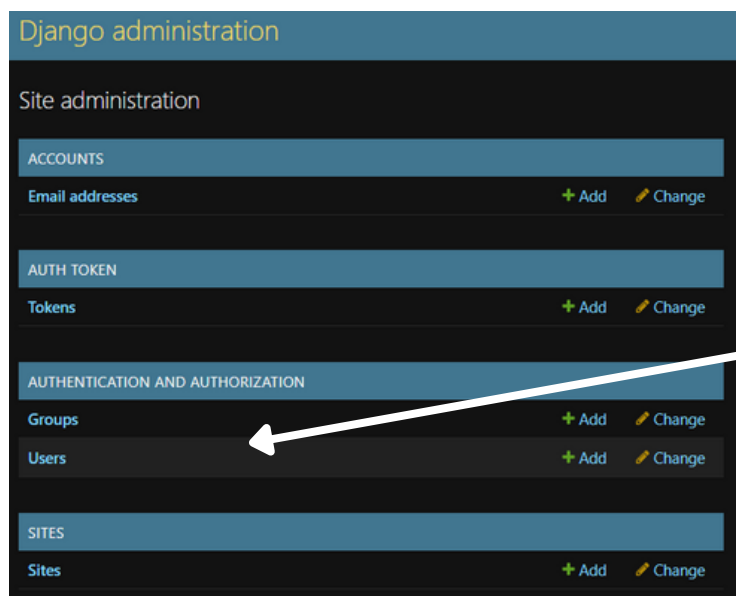 Django administration
Site administration
ACCOUNTS
Email addresses + Add Change
AUTH TOKEN
Tokens + Add Change
AUTHENTICATION AND AUTHORIZATION
Groups + Add Change
Users + Add Change
SITES
Sites + Add Change